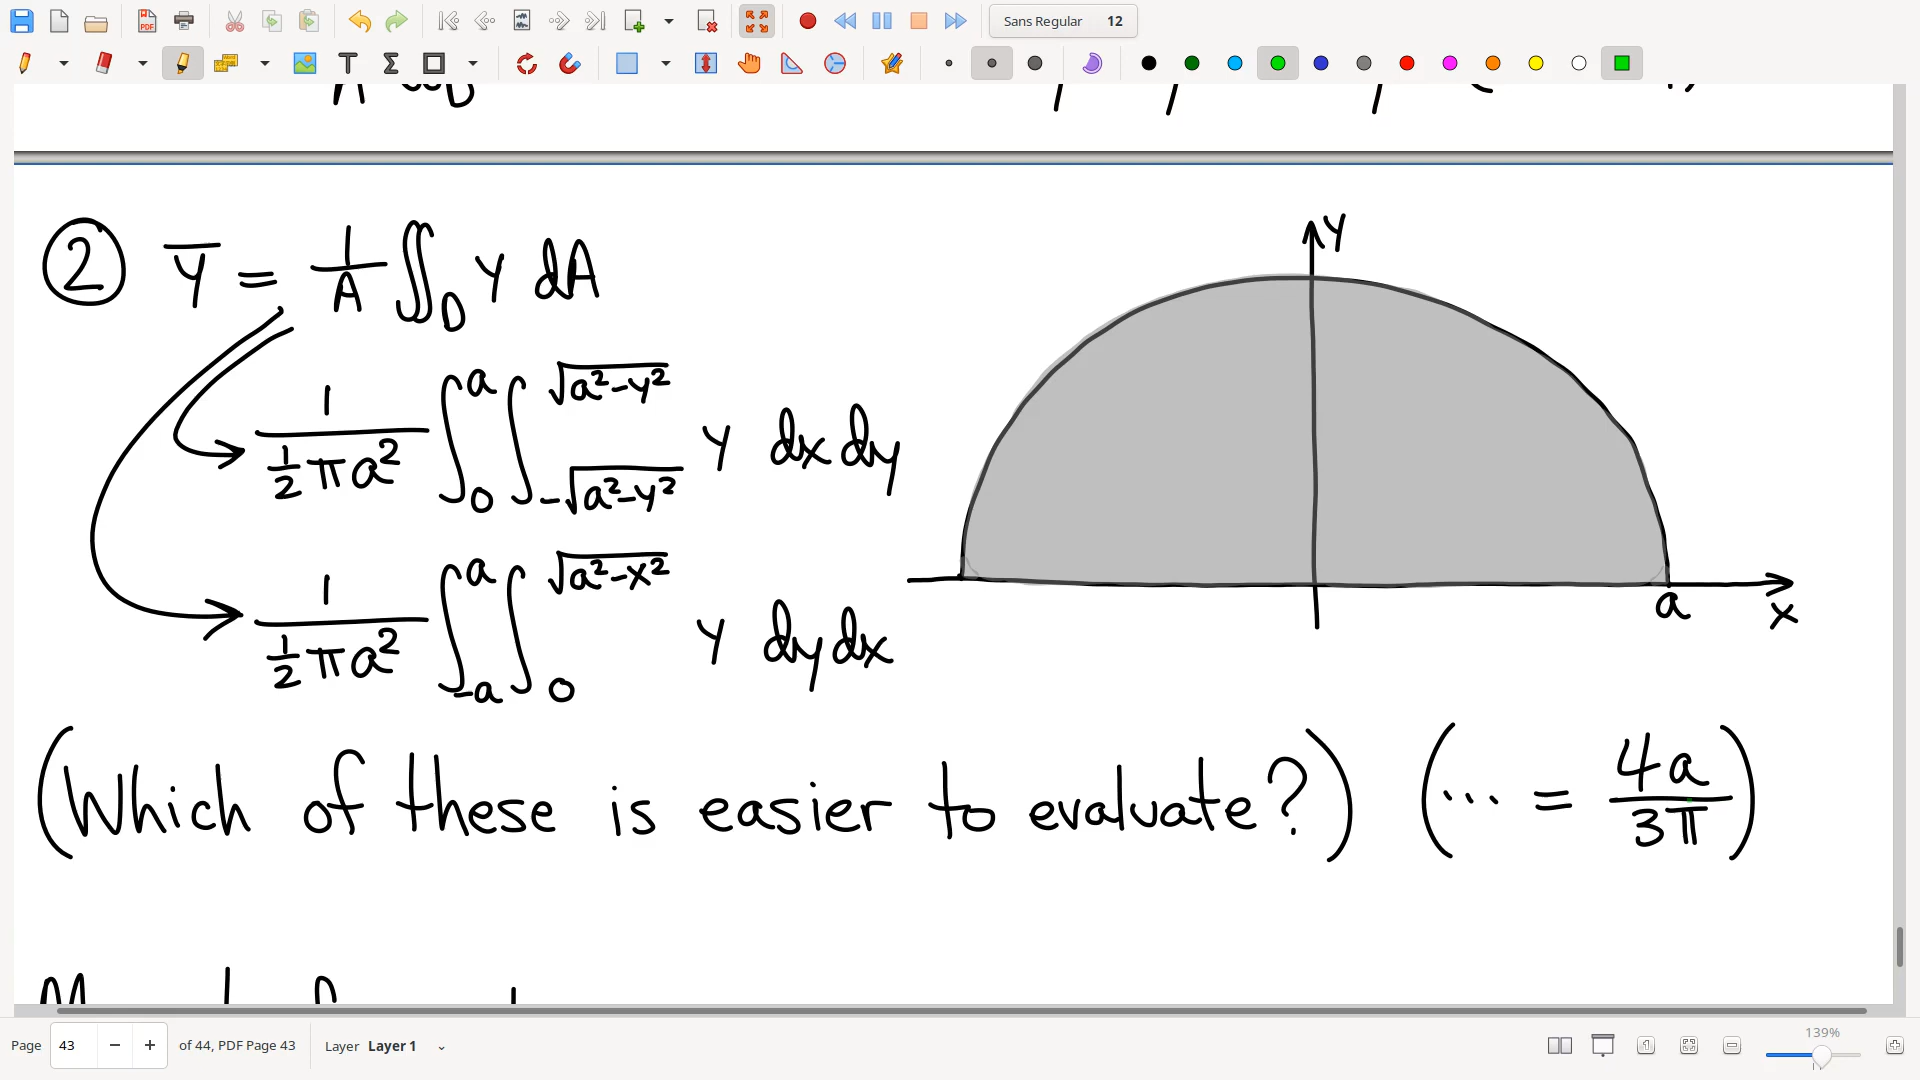 Sans Regular 12
② ȳ = 1/A ∬_D y dA
y
1/(½πa²) ∫_0^a ∫_{-√(a²-y²)}^{√(a²-y²)} y dx dy
1/(½πa²) ∫_{-a}^a ∫_0^{√(a²-x²)} y dy dx
a
x
(Which of these is easier to evaluate?) (··· = 4a/3π)
Page 43 of 44, PDF Page 43 Layer Layer 1
139%